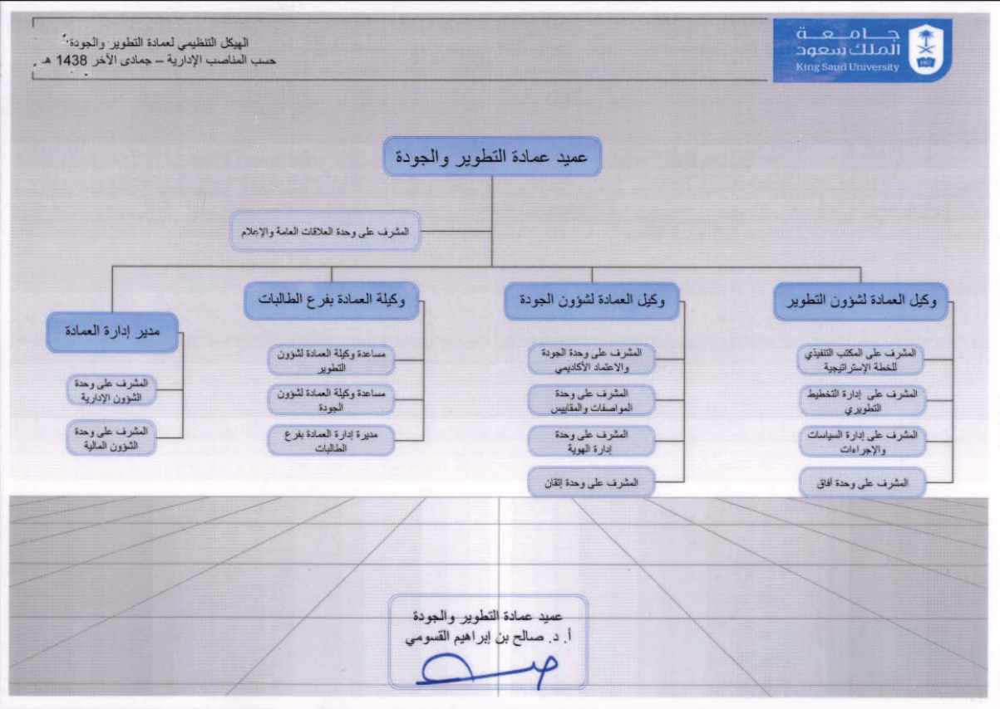 جامعة
الملك سعود
King Saud University
1957
الهيكل التنظيمي لعمادة التطوير والجودة
حسب المناصب الإدارية – جمادى الآخر 1438 هـ
عميد عمادة التطوير والجودة
المشرف على وحدة العلاقات العامة والإعلام
وكيل العمادة لشؤون التطوير
المشرف على المكتب التنفيذي
للخطة الإستراتيجية
المشرف على إدارة التخطيط
التطويري
المشرف على إدارة السياسات
والإجراءات
المشرف على وحدة آفاق
وكيل العمادة لشؤون الجودة
المشرف على وحدة الجودة
والاعتماد الأكاديمي
المشرف على وحدة
المواصفات والمقاييس
المشرف على وحدة
إدارة الهوية
المشرف على وحدة إتقان
وكيلة العمادة بفرع الطالبات
مساعدة وكيلة العمادة لشؤون
التطوير
مساعدة وكيلة العمادة لشؤون
الجودة
مديرة إدارة العمادة بفرع
الطالبات
مدير إدارة العمادة
المشرف على وحدة
الشؤون الإدارية
المشرف على وحدة
الشؤون المالية
عميد عمادة التطوير والجودة
أ. د. صالح بن إبراهيم القسومي